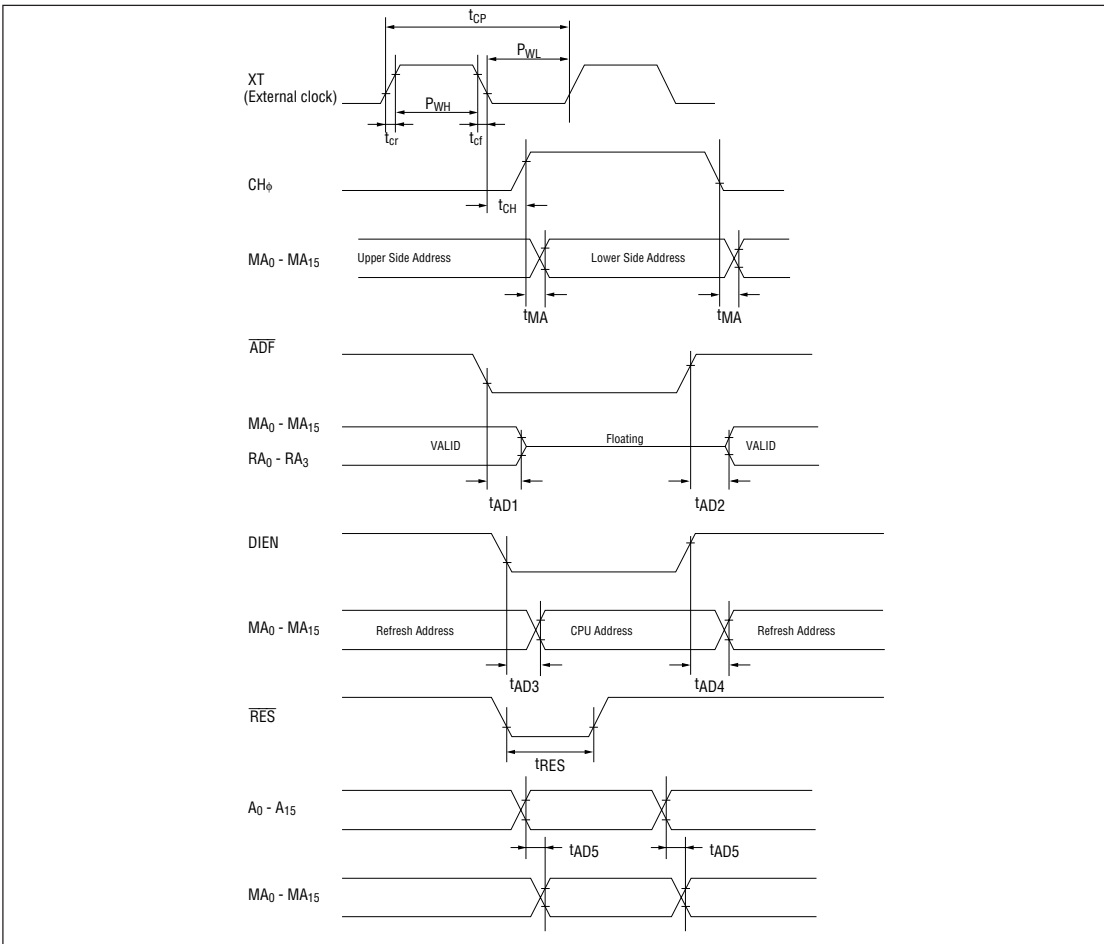 tCP
PWL
XT
(External clock)
PWH
tcr
tcf
CHϕ
tCH
MA0 - MA15
Upper Side Address
Lower Side Address
tMA
tMA
ADF
MA0 - MA15
VALID
Floating
VALID
RA0 - RA3
tAD1
tAD2
DIEN
MA0 - MA15
Refresh Address
CPU Address
Refresh Address
tAD3
tAD4
RES
tRES
A0 - A15
tAD5
tAD5
MA0 - MA15